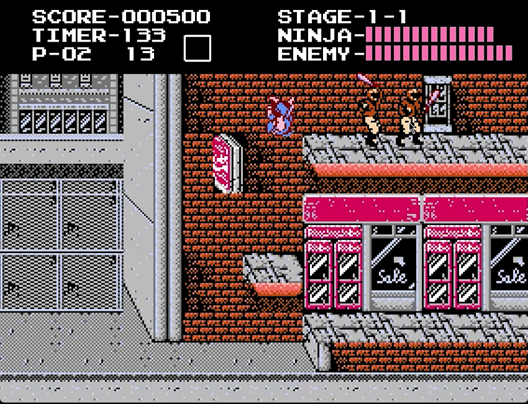 SCORE-000500
STAGE-1-1
TIMER-133
NINJA-
P-02 13
ENEMY-
Sale
Sale